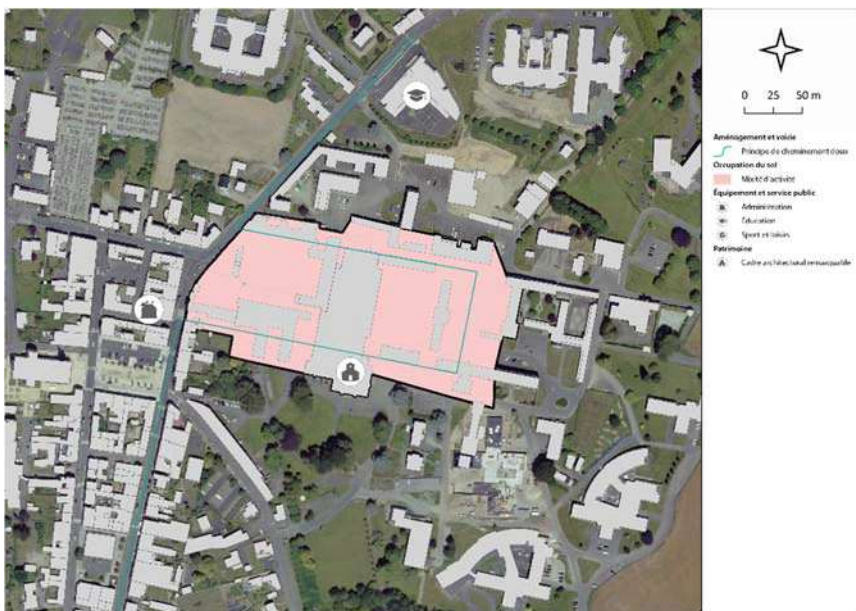 0 25 50 m
Aménagement et voirie
Principe de cheminement doux
Occupation du sol
Mixité d'activité
Équipement et service public
Administration
Éducation
Sport et loisirs
Patrimoine
Cadre architectural remarquable